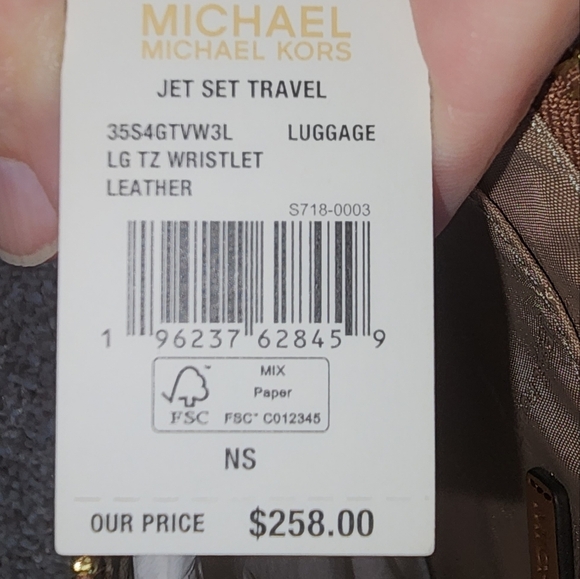 MICHAEL
MICHAEL KORS
JET SET TRAVEL
35S4GTVW3L LUGGAGE
LG TZ WRISTLET
LEATHER
S718-0003
1 96237 62845 9
MIX
Paper
FSC™
FSC® C012345
NS
OUR PRICE $258.00